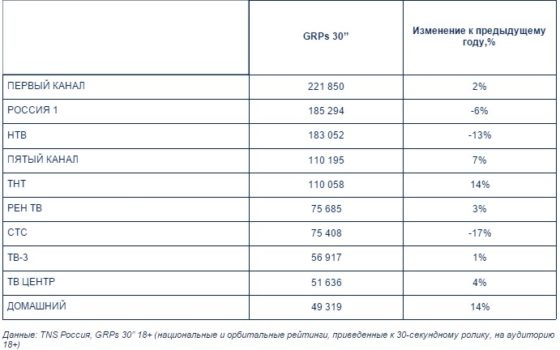 GRPs 30’’ Изменение к предыдущему
году,%
ПЕРВЫЙ КАНАЛ 221 850 2%
РОССИЯ 1 185 294 -6%
НТВ 183 052 -13%
ПЯТЫЙ КАНАЛ 110 195 7%
ТНТ 110 058 14%
РЕН ТВ 75 685 3%
СТС 75 408 -17%
ТВ-3 56 917 1%
ТВ ЦЕНТР 51 636 4%
ДОМАШНИЙ 49 319 14%
Данные: TNS Россия, GRPs 30’’ 18+ (национальные и орбитальные рейтинги, приведенные к 30-секундному ролику, на аудиторию
18+)